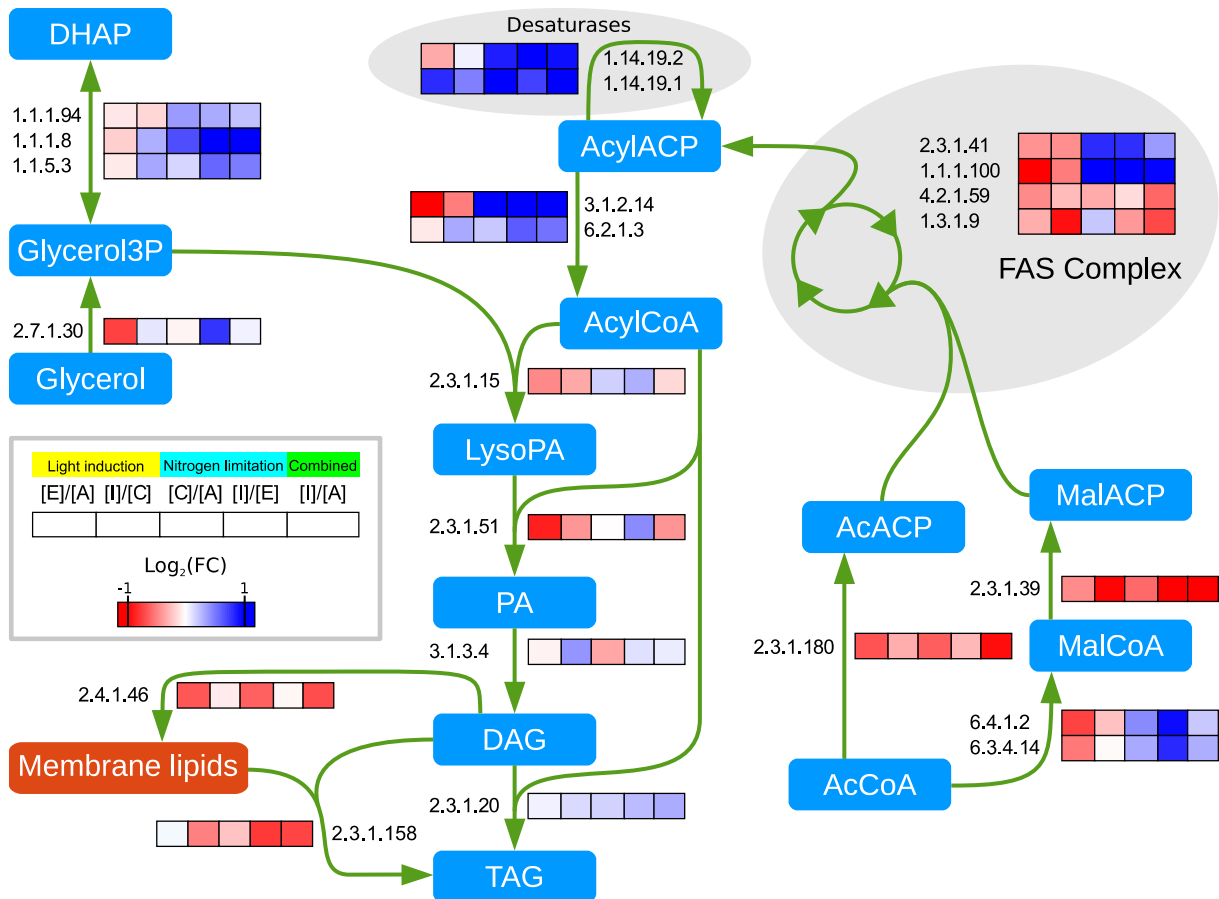 DHAP
Desaturases
1.14.19.2
1.14.19.1
1.1.1.94
1.1.1.8
1.1.5.3
AcylACP
2.3.1.41
1.1.1.100
4.2.1.59
1.3.1.9
FAS Complex
3.1.2.14
6.2.1.3
Glycerol3P
2.7.1.30
Glycerol
AcylCoA
2.3.1.15
Light induction Nitrogen limitation Combined
[E]/[A] [I]/[C] [C]/[A] [I]/[E] [I]/[A]
Log2(FC)
-1 1
LysoPA
2.3.1.51
PA
3.1.3.4
AcACP
MalACP
2.3.1.39
2.3.1.180
MalCoA
2.4.1.46
Membrane lipids
DAG
6.4.1.2
6.3.4.14
AcCoA
2.3.1.20
2.3.1.158
TAG